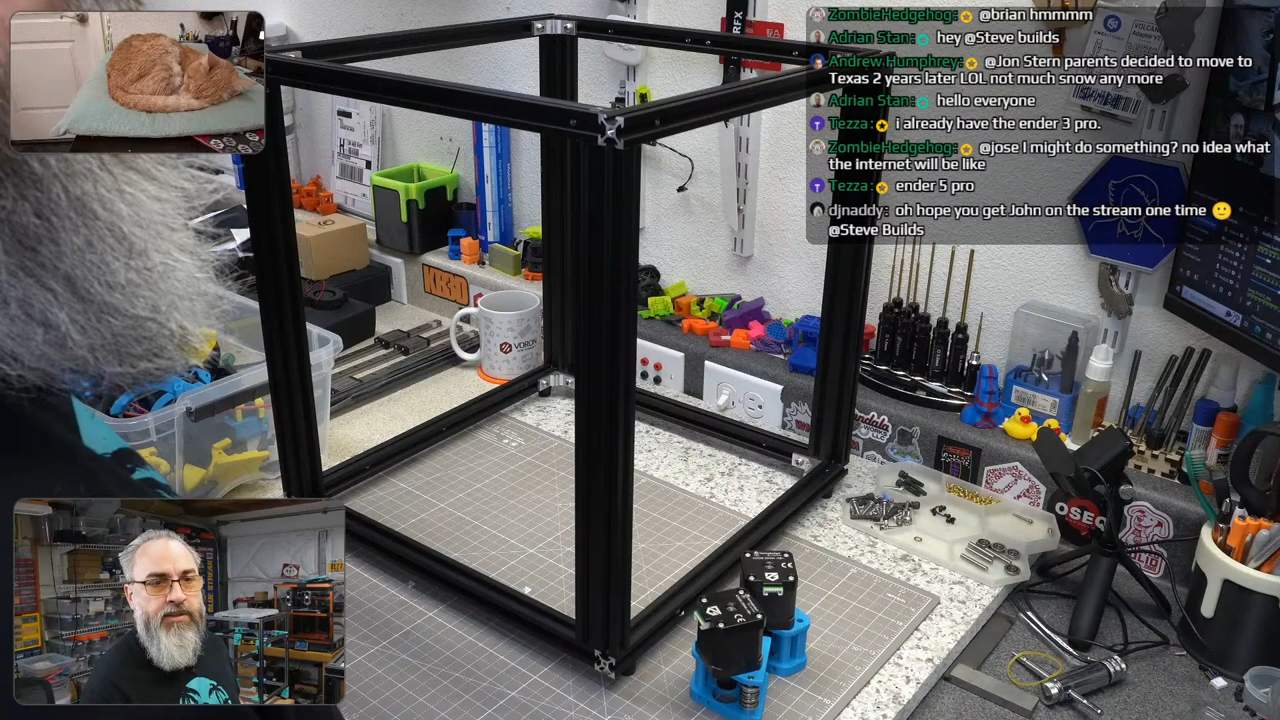 ZombieHedgehog: @brian hmmmm
Adrian Stan: hey @Steve builds
Andrew Humphrey: @Jon Stern parents decided to move to
Texas 2 years later LOL not much snow any more
Adrian Stan: hello everyone
Tezza: i already have the ender 3 pro.
ZombieHedgehog: @jose I might do something? no idea what
the internet will be like
Tezza: ender 5 pro
djnaddy: oh hope you get John on the stream one time
@Steve Builds
RFX
KB3D
VORON
OSEQ